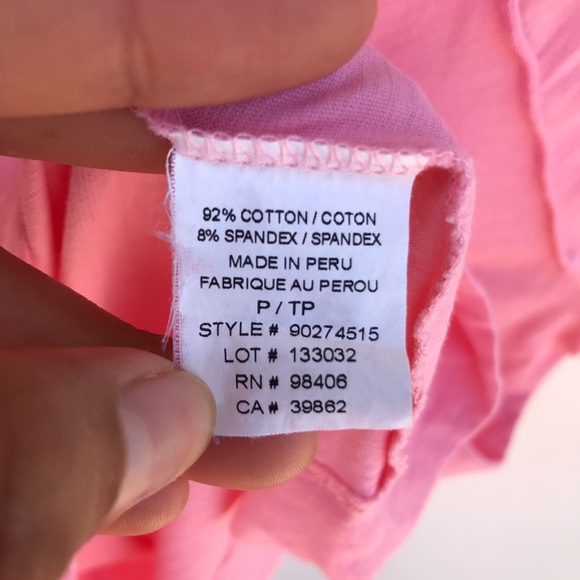 92% COTTON / COTON
8% SPANDEX / SPANDEX
MADE IN PERU
FABRIQUE AU PEROU
P / TP
STYLE # 90274515
LOT # 133032
RN # 98406
CA # 39862